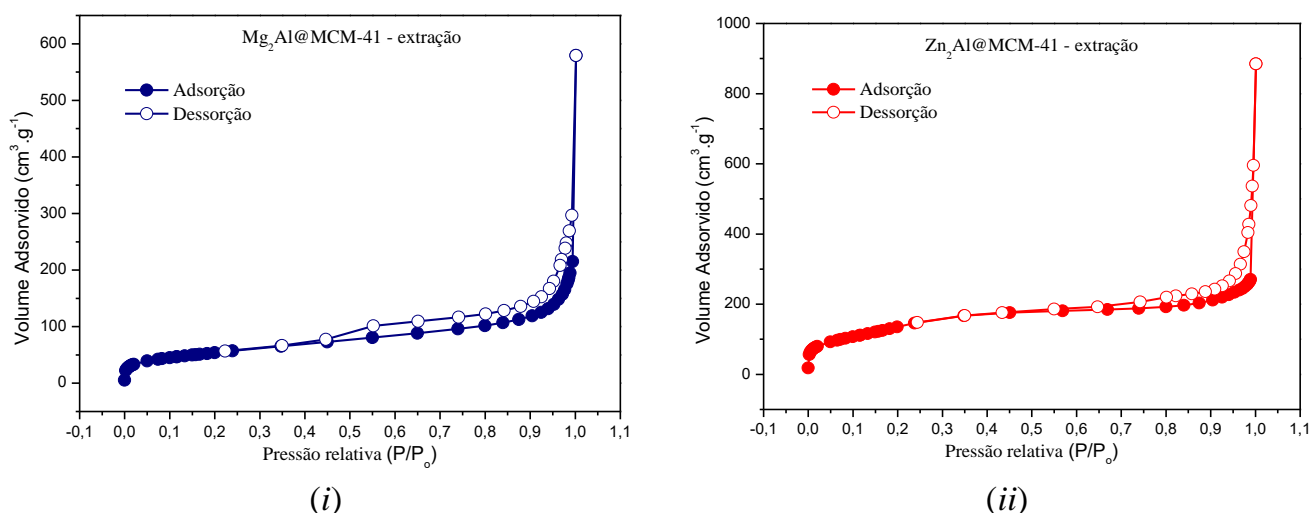 Mg₂Al@MCM-41 - extração
Adsorção
Dessorção
Volume Adsorvido (cm³.g⁻¹)
600
500
400
300
200
100
0
-0,1 0,0 0,1 0,2 0,3 0,4 0,5 0,6 0,7 0,8 0,9 1,0 1,1
Pressão relativa (P/Pₒ)
(i)
Zn₂Al@MCM-41 - extração
Adsorção
Dessorção
Volume Adsorvido (cm³.g⁻¹)
1000
800
600
400
200
0
-0,1 0,0 0,1 0,2 0,3 0,4 0,5 0,6 0,7 0,8 0,9 1,0 1,1
Pressão relativa (P/Pₒ)
(ii)